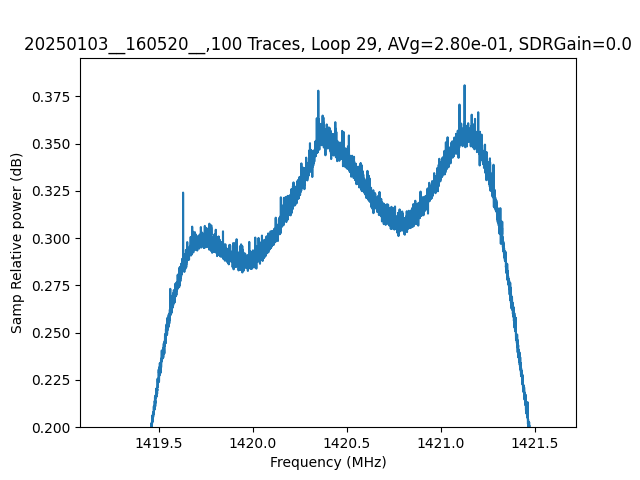 20250103__160520__,100 Traces, Loop 29, AVg=2.80e-01, SDRGain=0.0
0.375
0.350
0.325
0.300
0.275
0.250
0.225
0.200
Samp Relative power (dB)
1419.5 1420.0 1420.5 1421.0 1421.5
Frequency (MHz)